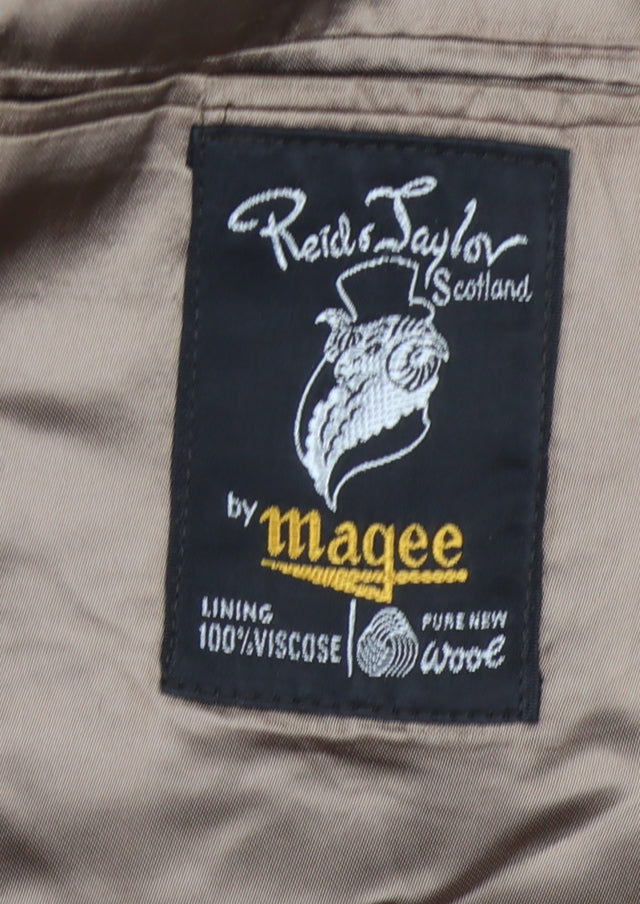 Reid & Taylor
Scotland
by
Magee
LINING
100% VISCOSE
PURE NEW
Wool